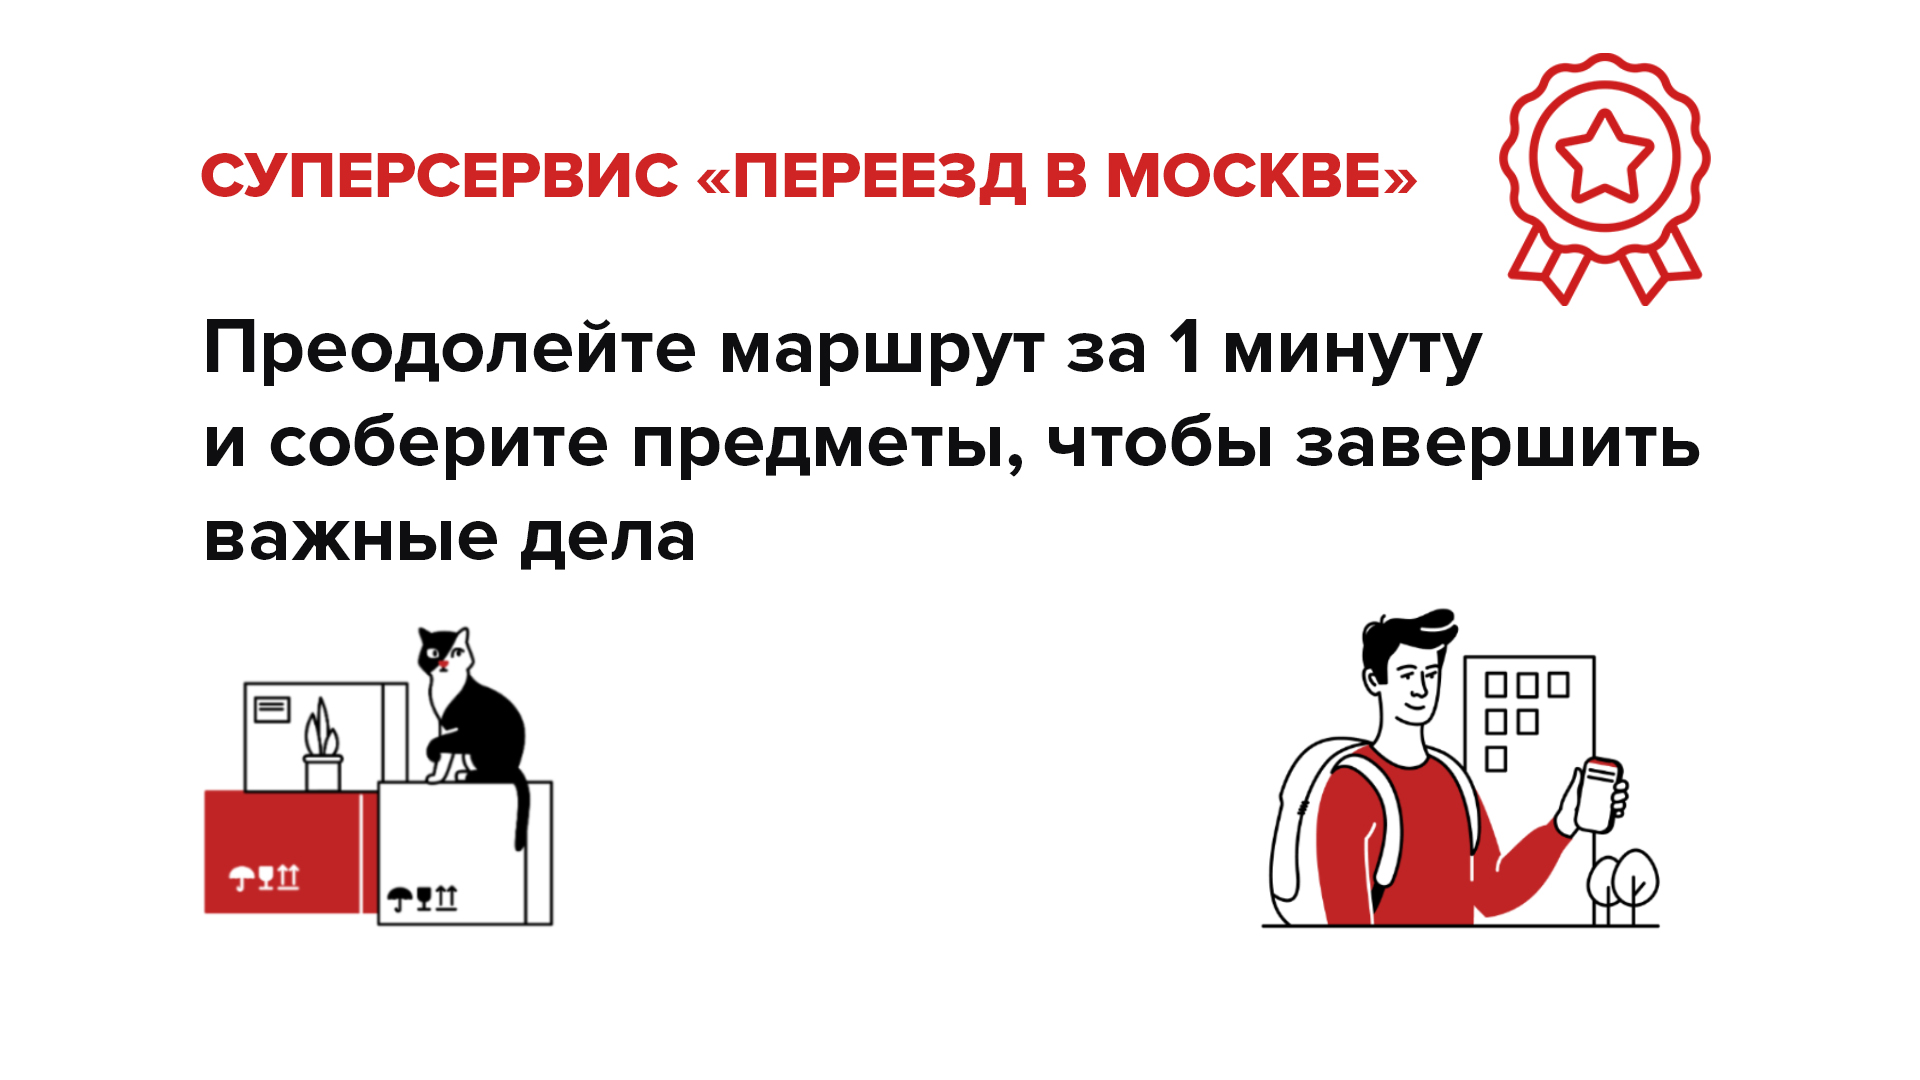 СУПЕРСЕРВИС «ПЕРЕЕЗД В МОСКВЕ»
Преодолейте маршрут за 1 минуту
и соберите предметы, чтобы завершить
важные дела